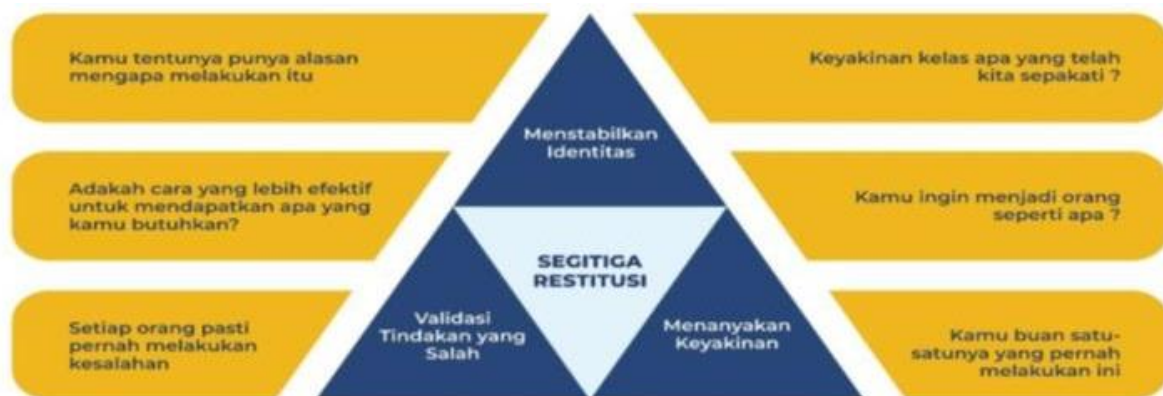 Kamu tentunya punya alasan
mengapa melakukan itu
Keyakinan kelas apa yang telah
kita sepakati ?
Menstabilkan
Identitas
Adakah cara yang lebih efektif
untuk mendapatkan apa yang
kamu butuhkan?
Kamu ingin menjadi orang
seperti apa ?
SEGITIGA
RESTITUSI
Setiap orang pasti
pernah melakukan
kesalahan
Validasi
Tindakan yang
Salah
Menanyakan
Keyakinan
Kamu buan satu-
satunya yang pernah
melakukan ini